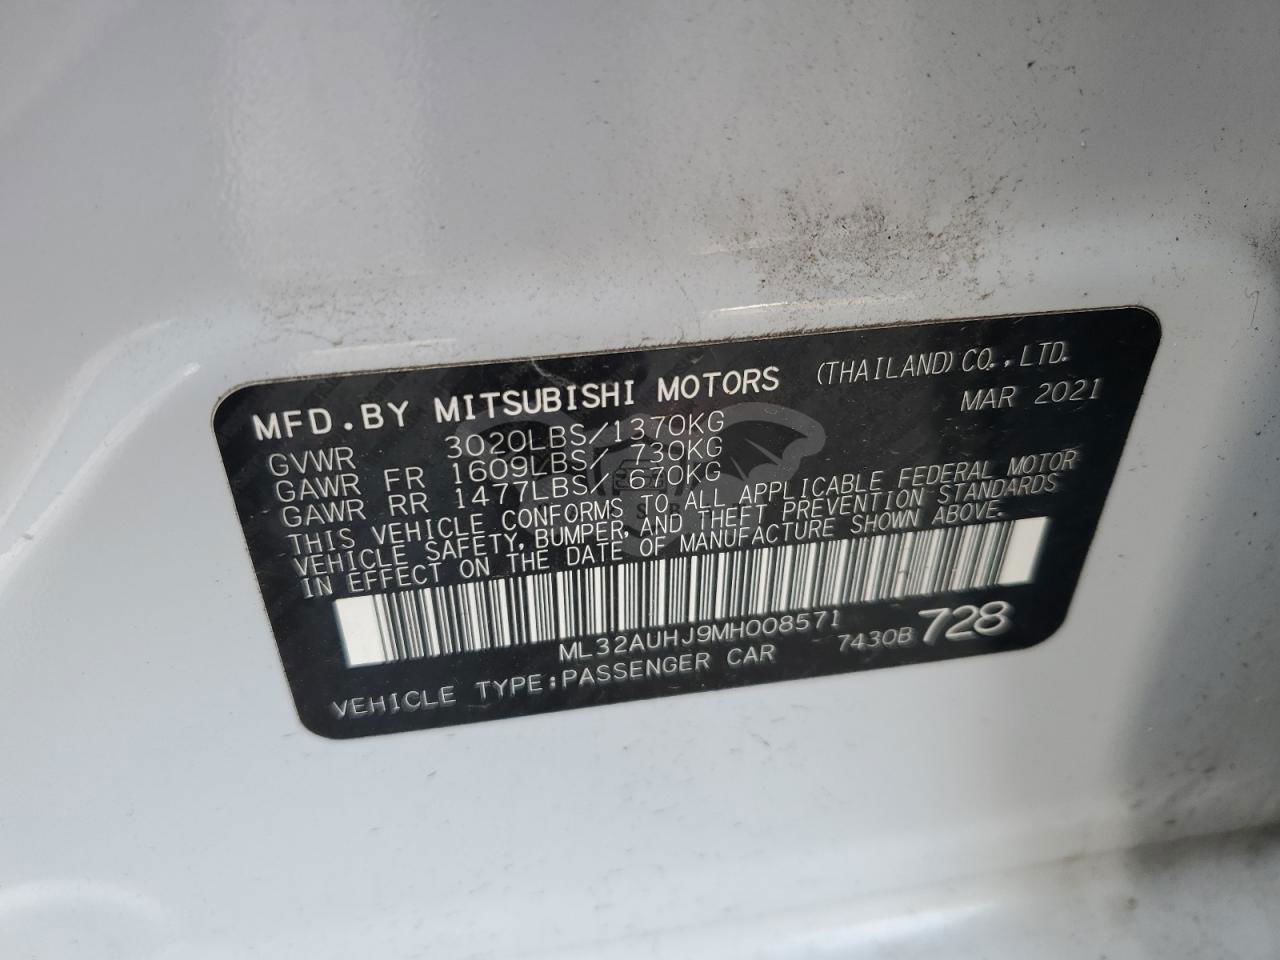 MFD.BY MITSUBISHI MOTORS (THAILAND) CO.,LTD.
MAR 2021
GVWR 3020LBS/1370KG
GAWR FR 1609LBS/ 730KG
GAWR RR 1477LBS/ 670KG
THIS VEHICLE CONFORMS TO ALL APPLICABLE FEDERAL MOTOR
VEHICLE SAFETY, BUMPER, AND THEFT PREVENTION STANDARDS
IN EFFECT ON THE DATE OF MANUFACTURE SHOWN ABOVE.
ML32AUHJ9MH008571
VEHICLE TYPE:PASSENGER CAR 7430B 728